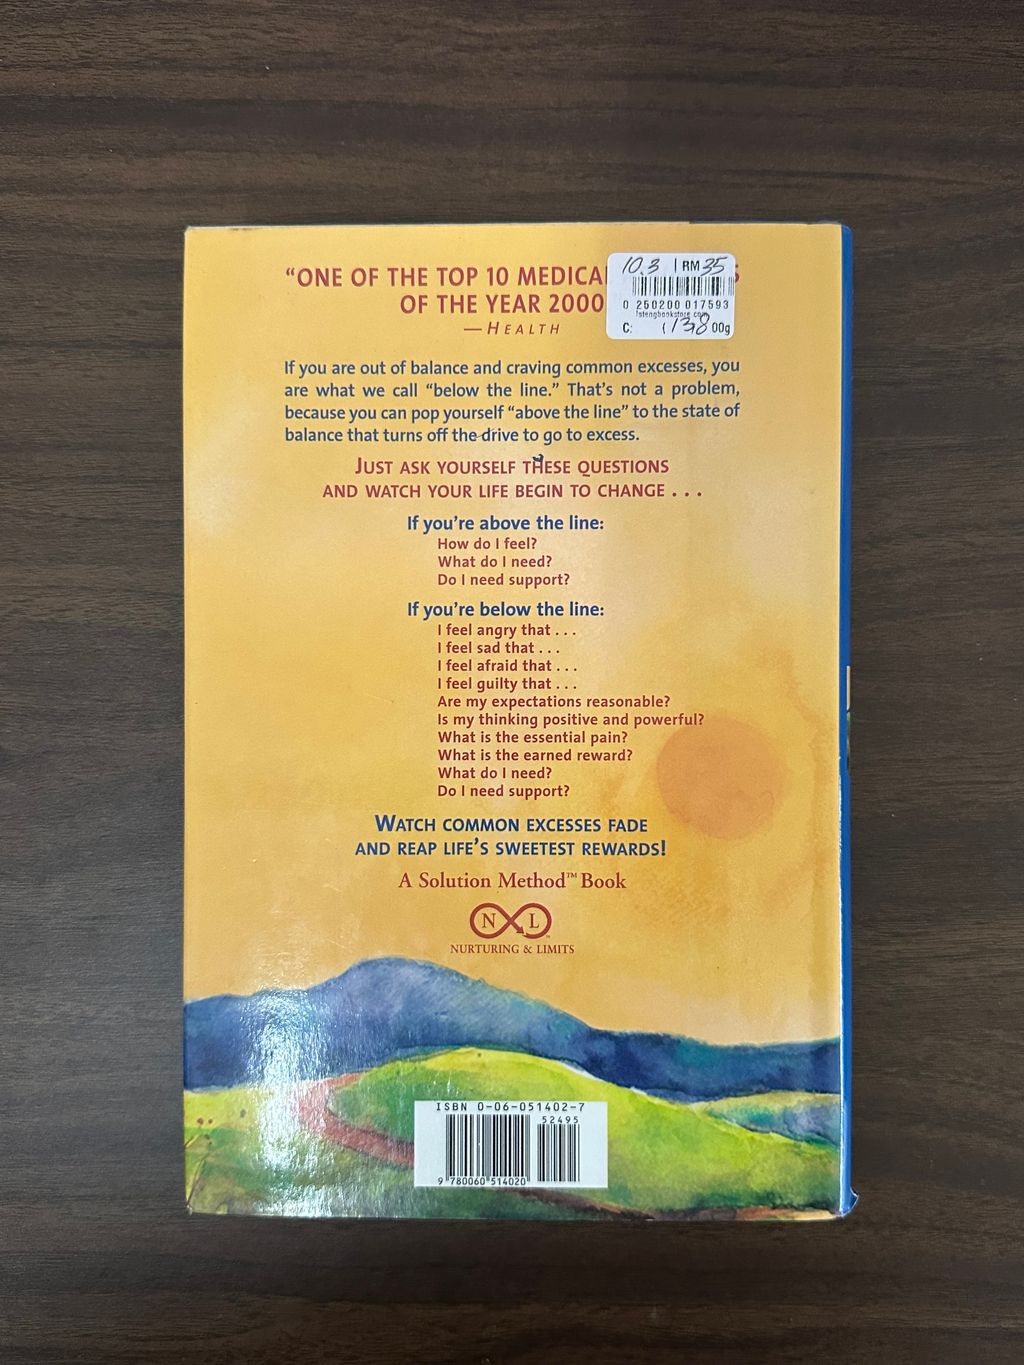 “ONE OF THE TOP 10 MEDICA
OF THE YEAR 2000
—HEALTH
10.3 | RM 35
0 250200 017593
C: 138 00g
If you are out of balance and craving common excesses, you
are what we call “below the line.” That’s not a problem,
because you can pop yourself “above the line” to the state of
balance that turns off the drive to go to excess.
JUST ASK YOURSELF THESE QUESTIONS
AND WATCH YOUR LIFE BEGIN TO CHANGE . . .
If you’re above the line:
How do I feel?
What do I need?
Do I need support?
If you’re below the line:
I feel angry that . . .
I feel sad that . . .
I feel afraid that . . .
I feel guilty that . . .
Are my expectations reasonable?
Is my thinking positive and powerful?
What is the essential pain?
What is the earned reward?
What do I need?
Do I need support?
WATCH COMMON EXCESSES FADE
AND REAP LIFE’S SWEETEST REWARDS!
A Solution Method™ Book
N L
NURTURING & LIMITS
ISBN 0-06-051402-7
52495
9 780060 514020